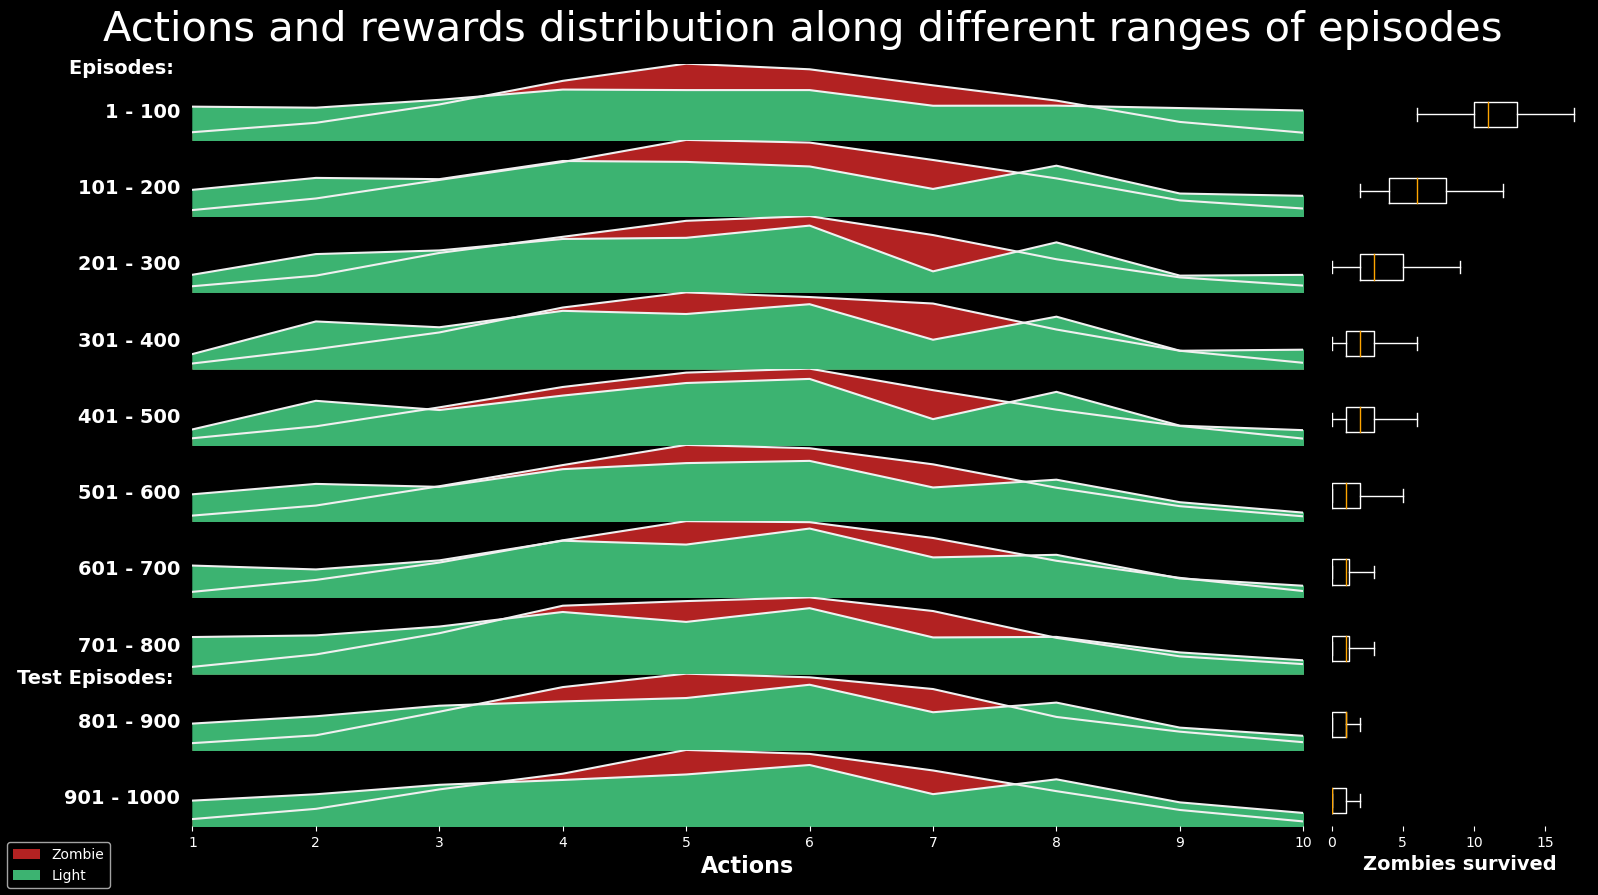 Actions and rewards distribution along different ranges of episodes
Episodes:
1 - 100
101 - 200
201 - 300
301 - 400
401 - 500
501 - 600
601 - 700
701 - 800
Test Episodes:
801 - 900
901 - 1000
1 2 3 4 5 6 7 8 9 10
0 5 10 15
Actions
Zombies survived
Zombie
Light